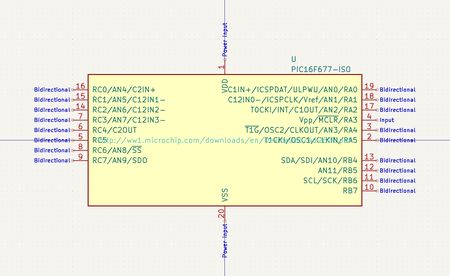 Power Input
1
VDD
U
PIC16F677-ISO
Bidirectional 16 RC0/AN4/C2IN+ C1IN+/ICSPDAT/ULPWU/AN0/RA0 19 Bidirectional
Bidirectional 15 RC1/AN5/C12IN1- C12IN0-/ICSPCLK/Vref/AN1/RA1 18 Bidirectional
Bidirectional 14 RC2/AN6/C12IN2- T0CKI/INT/C1OUT/AN2/RA2 17 Bidirectional
Bidirectional 7 RC3/AN7/C12IN3- Vpp/MCLR/RA3 4 Input
Bidirectional 6 RC4/C2OUT T1G/OSC2/CLKOUT/AN3/RA4 3 Bidirectional
Bidirectional 5 RC5 http://ww1.microchip.com/downloads/en/ T1CKI/OSC1/CLKIN/RA5 2 Bidirectional
Bidirectional 8 RC6/AN8/SS
Bidirectional 9 RC7/AN9/SDO SDA/SDI/AN10/RB4 13 Bidirectional
AN11/RB5 12 Bidirectional
SCL/SCK/RB6 11 Bidirectional
RB7 10 Bidirectional
VSS
20
Power Input